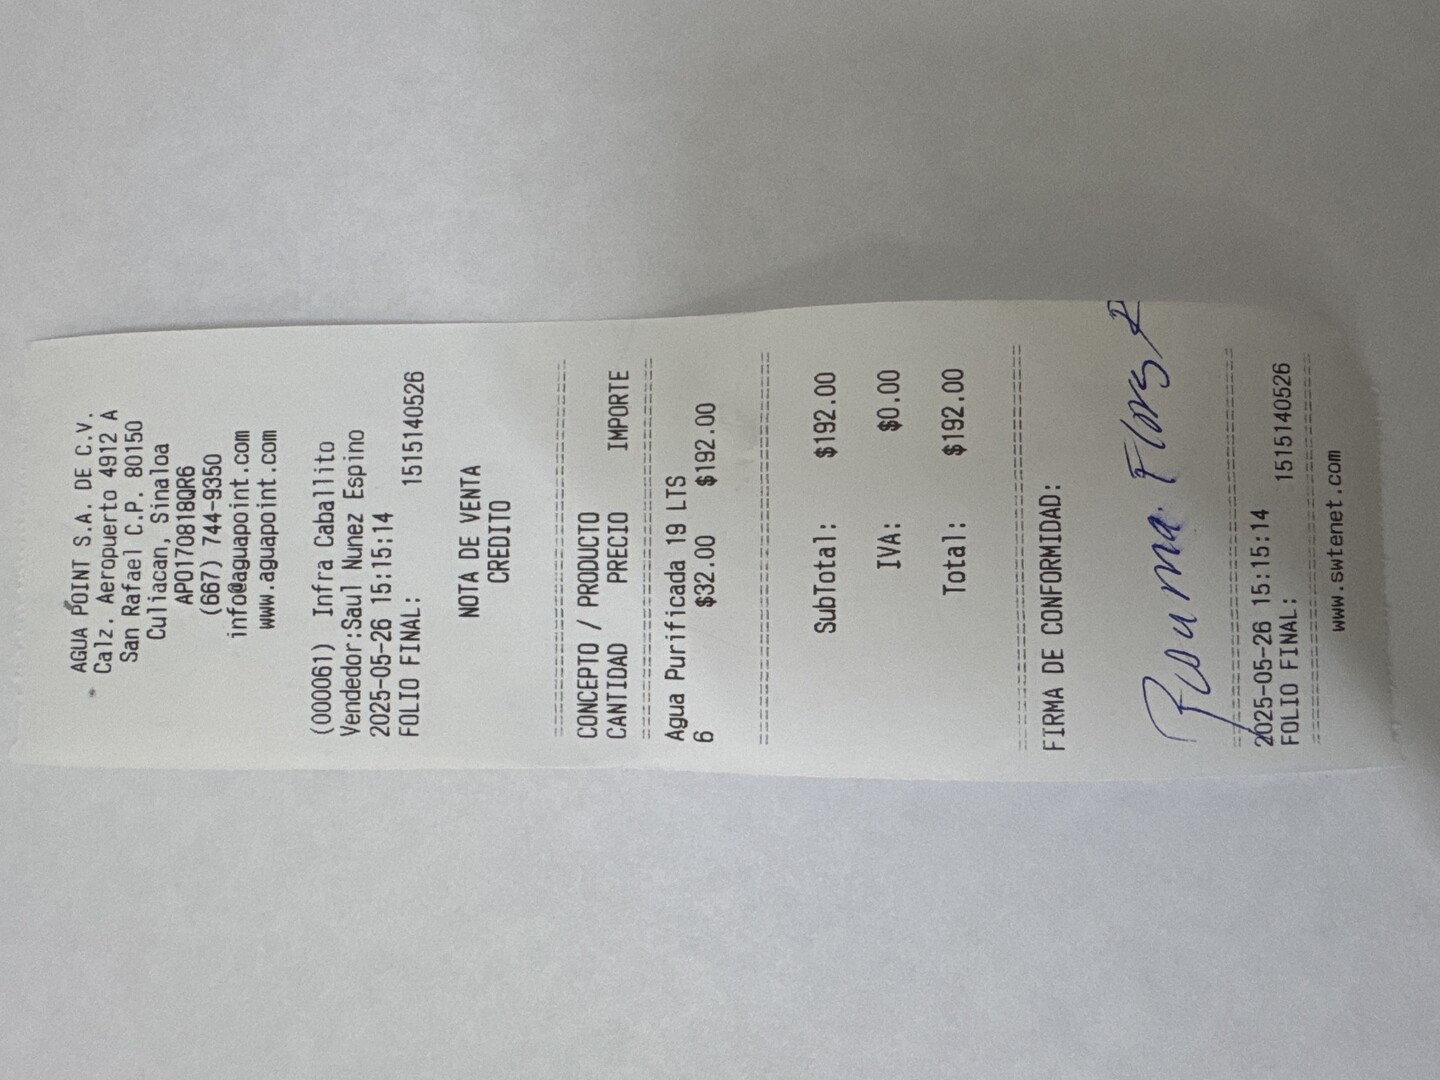 AGUA POINT S.A. DE C.V.
Calz. Aeropuerto 4912 A
San Rafael C.P. 80150
Culiacan, Sinaloa
APO170818QR6
(667) 744-9350
info@aguapoint.com
www.aguapoint.com
(000061) Infra Caballito
Vendedor:Saul Nunez Espino
2025-05-26 15:15:14
FOLIO FINAL: 1515140526
NOTA DE VENTA
CREDITO
==============================
CONCEPTO / PRODUCTO
CANTIDAD PRECIO IMPORTE
==============================
Agua Purificada 19 LTS
6 $32.00 $192.00
==============================
SubTotal: $192.00
IVA: $0.00
Total: $192.00
==============================
FIRMA DE CONFORMIDAD:
Flors R
==============================
2025-05-26 15:15:14
FOLIO FINAL: 1515140526
==============================
www.swtenet.com